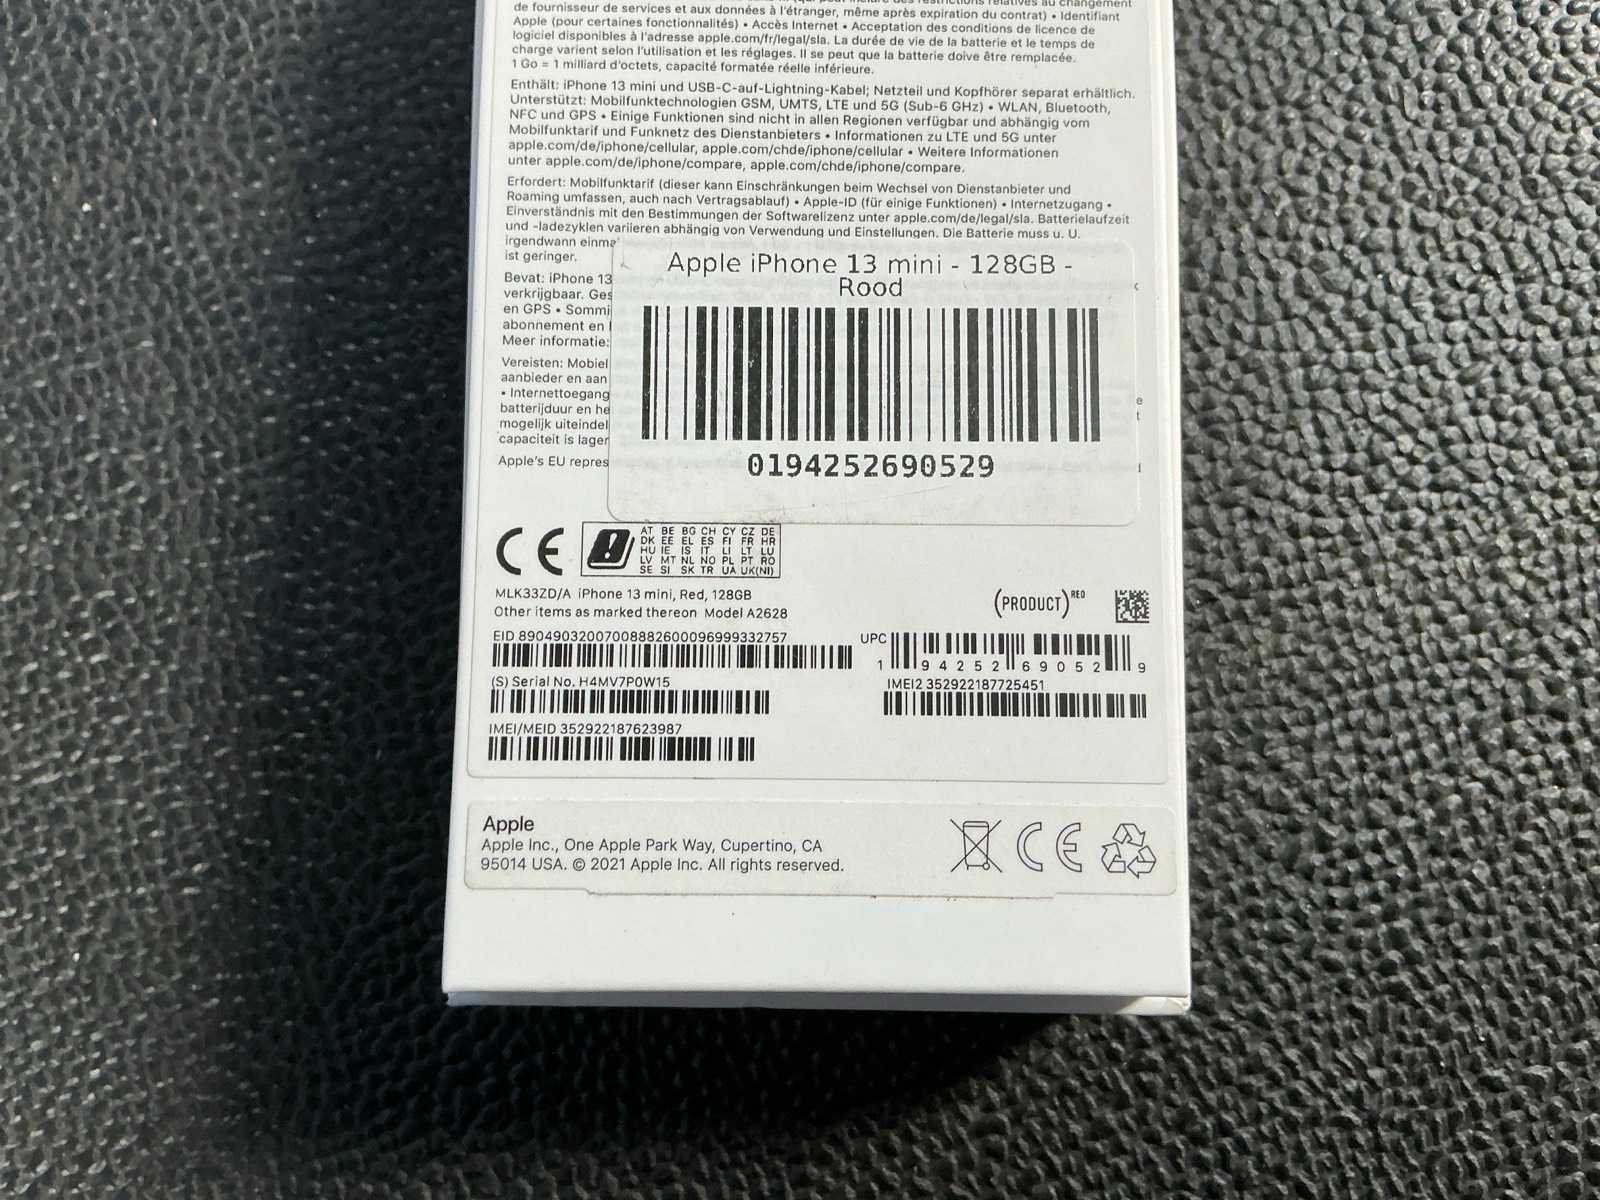 de fournisseur de services et aux données à l'étranger, même après expiration du contrat) • Identifiant
Apple (pour certaines fonctionnalités) • Accès Internet • Acceptation des conditions de licence de
logiciel disponibles à l'adresse apple.com/fr/legal/sla. La durée de vie de la batterie et le temps de
charge varient selon l'utilisation et les réglages. Il se peut que la batterie doive être remplacée.
1 Go = 1 milliard d'octets, capacité formatée réelle inférieure.
Enthält: iPhone 13 mini und USB-C-auf-Lightning-Kabel; Netzteil und Kopfhörer separat erhältlich.
Unterstützt: Mobilfunktechnologien GSM, UMTS, LTE und 5G (Sub-6 GHz) • WLAN, Bluetooth,
NFC und GPS • Einige Funktionen sind nicht in allen Regionen verfügbar und abhängig vom
Mobilfunktarif und Funknetz des Dienstanbieters • Informationen zu LTE und 5G unter
apple.com/de/iphone/cellular, apple.com/chde/iphone/cellular • Weitere Informationen
unter apple.com/de/iphone/compare, apple.com/chde/iphone/compare.
Erfordert: Mobilfunktarif (dieser kann Einschränkungen beim Wechsel von Dienstanbieter und
Roaming umfassen, auch nach Vertragsablauf) • Apple-ID (für einige Funktionen) • Internetzugang •
Einverständnis mit den Bestimmungen der Softwarelizenz unter apple.com/de/legal/sla. Batterielaufzeit
und -ladezyklen variieren abhängig von Verwendung und Einstellungen. Die Batterie muss u. U.
irgendwann einma
ist geringer.
Bevat: iPhone 13
verkrijgbaar. Ges
en GPS • Sommi
abonnement en
Meer informatie:
Vereisten: Mobiel
aanbieder en aan
• Internettoegang
batterijduur en he
mogelijk uiteindel
capaciteit is lager
Apple's EU repres
Apple iPhone 13 mini - 128GB -
Rood
0194252690529
CE
AT BE BG CH CY CZ DE
DK EE EL ES FI FR HR
HU IE IS IT LI LT LU
LV MT NL NO PL PT RO
SE SI SK TR UA UK(NI)
MLK33ZD/A iPhone 13 mini, Red, 128GB
Other items as marked thereon Model A2628
(PRODUCT)RED
EID 89049032007008882600096999332757
UPC
1 94252 69052 9
(S) Serial No. H4MV7P0W15
IMEI2 352922187725451
IMEI/MEID 352922187623987
Apple
Apple Inc., One Apple Park Way, Cupertino, CA
95014 USA. © 2021 Apple Inc. All rights reserved.
CE